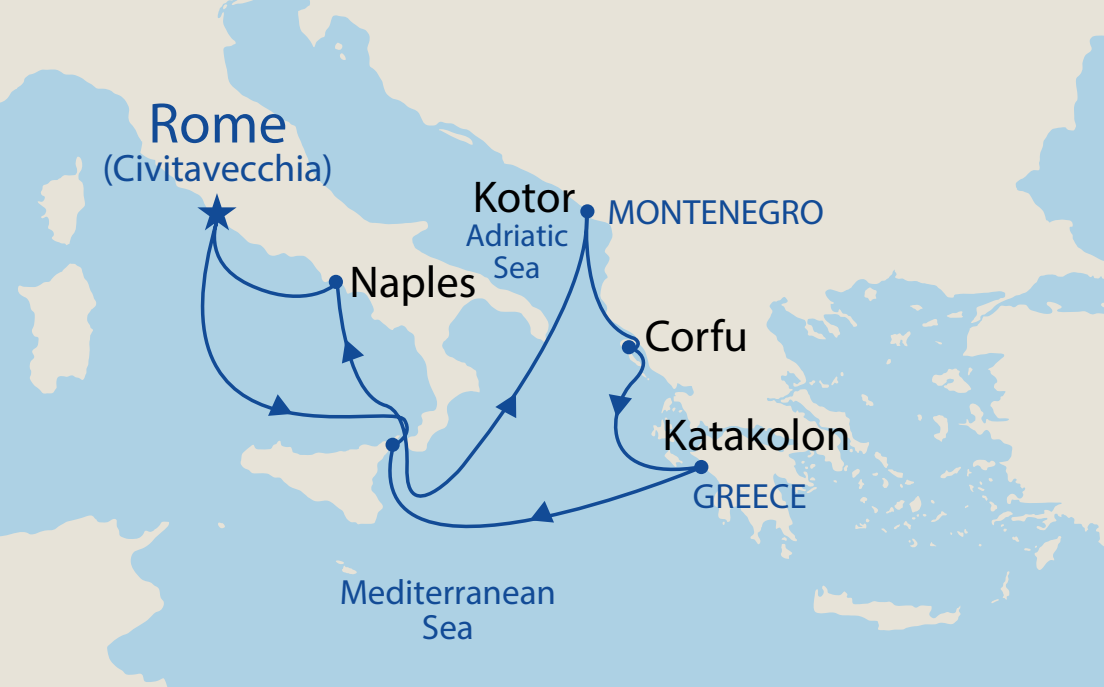 Rome
(Civitavecchia)
Kotor
MONTENEGRO
Adriatic
Sea
Naples
Corfu
Katakolon
GREECE
Mediterranean
Sea